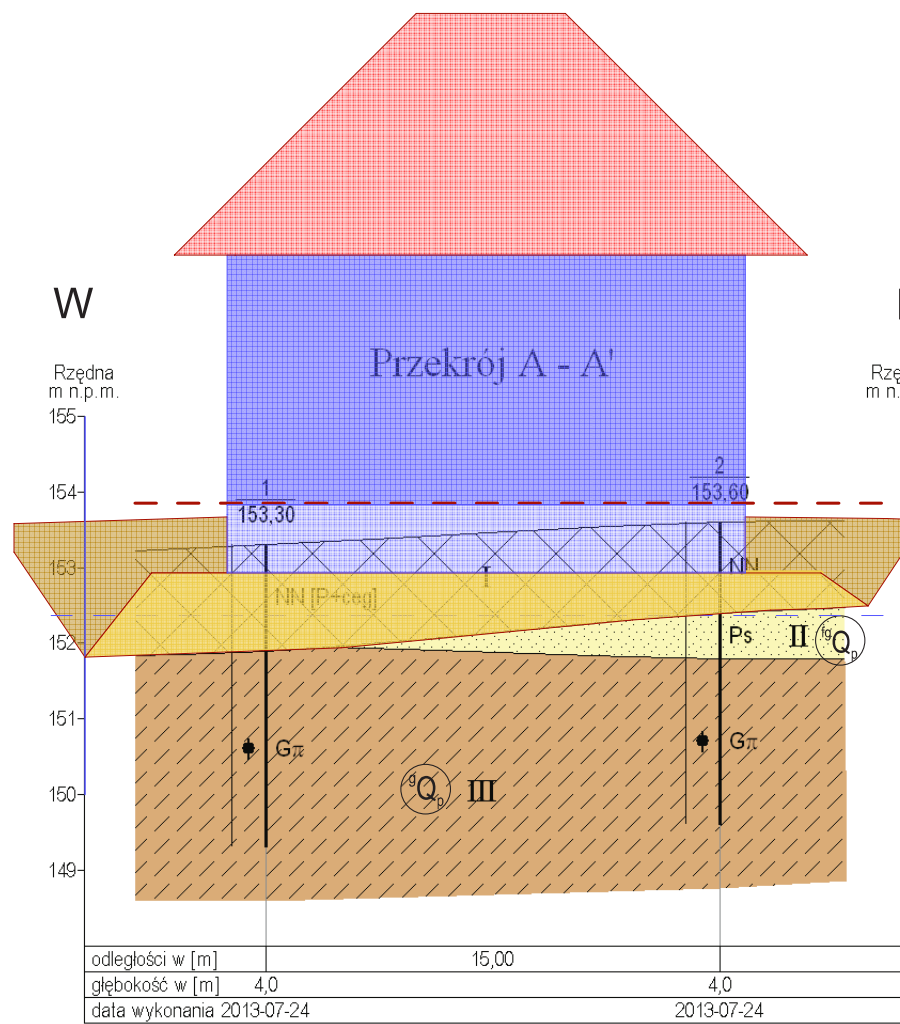 W
Przekrój A - A'
Rzędna
m n.p.m.
Rzę
m n.
155
154
153
152
151
150
149
1
153,30
2
153,60
NN
I
NN [P+ceg]
Ps
II
fgQp
Gπ
Gπ
gQp
III
odległości w [m] 15,00
głębokość w [m] 4,0 4,0
data wykonania 2013-07-24 2013-07-24